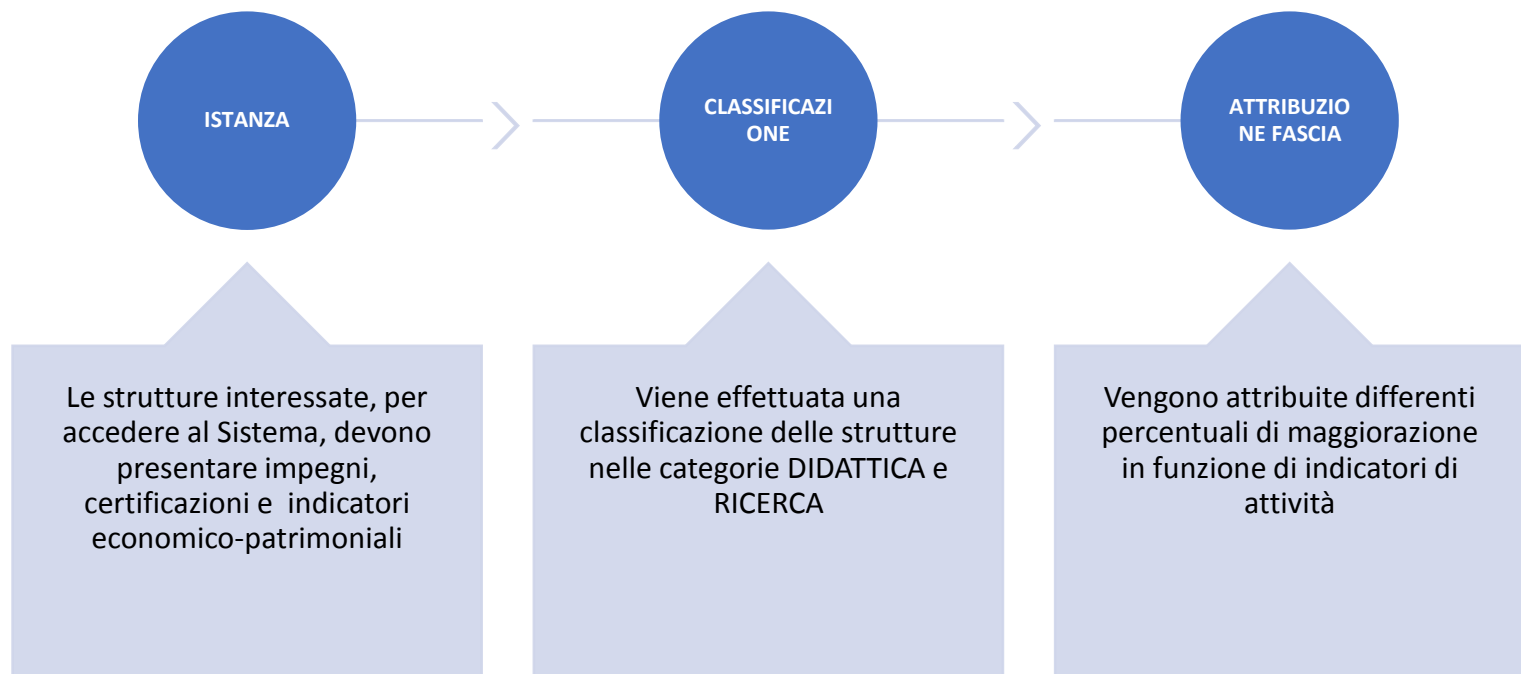 ISTANZA
CLASSIFICAZI
ONE
ATTRIBUZIO
NE FASCIA
Le strutture interessate, per
accedere al Sistema, devono
presentare impegni,
certificazioni e  indicatori
economico-patrimoniali
Viene effettuata una
classificazione delle strutture
nelle categorie DIDATTICA e
RICERCA
Vengono attribuite differenti
percentuali di maggiorazione
in funzione di indicatori di
attività